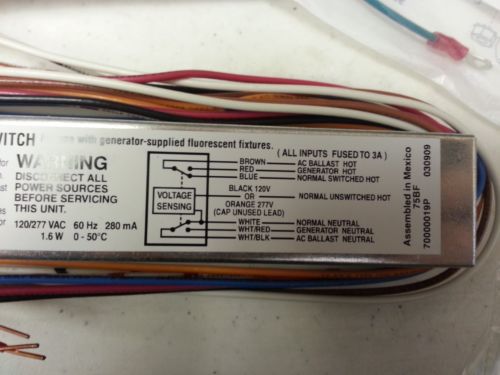 WITCH
with generator-supplied fluorescent fixtures.
WARNING
DISCONNECT ALL
POWER SOURCES
BEFORE SERVICING
THIS UNIT.
120/277 VAC 60 Hz 280 mA
1.6 W 0 - 50°C
( ALL INPUTS FUSED TO 3A )
BROWN AC BALLAST HOT
RED GENERATOR HOT
BLUE NORMAL SWITCHED HOT
VOLTAGE
SENSING
BLACK 120V
OR NORMAL UNSWITCHED HOT
ORANGE 277V
(CAP UNUSED LEAD)
WHITE NORMAL NEUTRAL
WHT/RED GENERATOR NEUTRAL
WHT/BLK AC BALLAST NEUTRAL
Assembled in Mexico
75BF 030909
70000019P